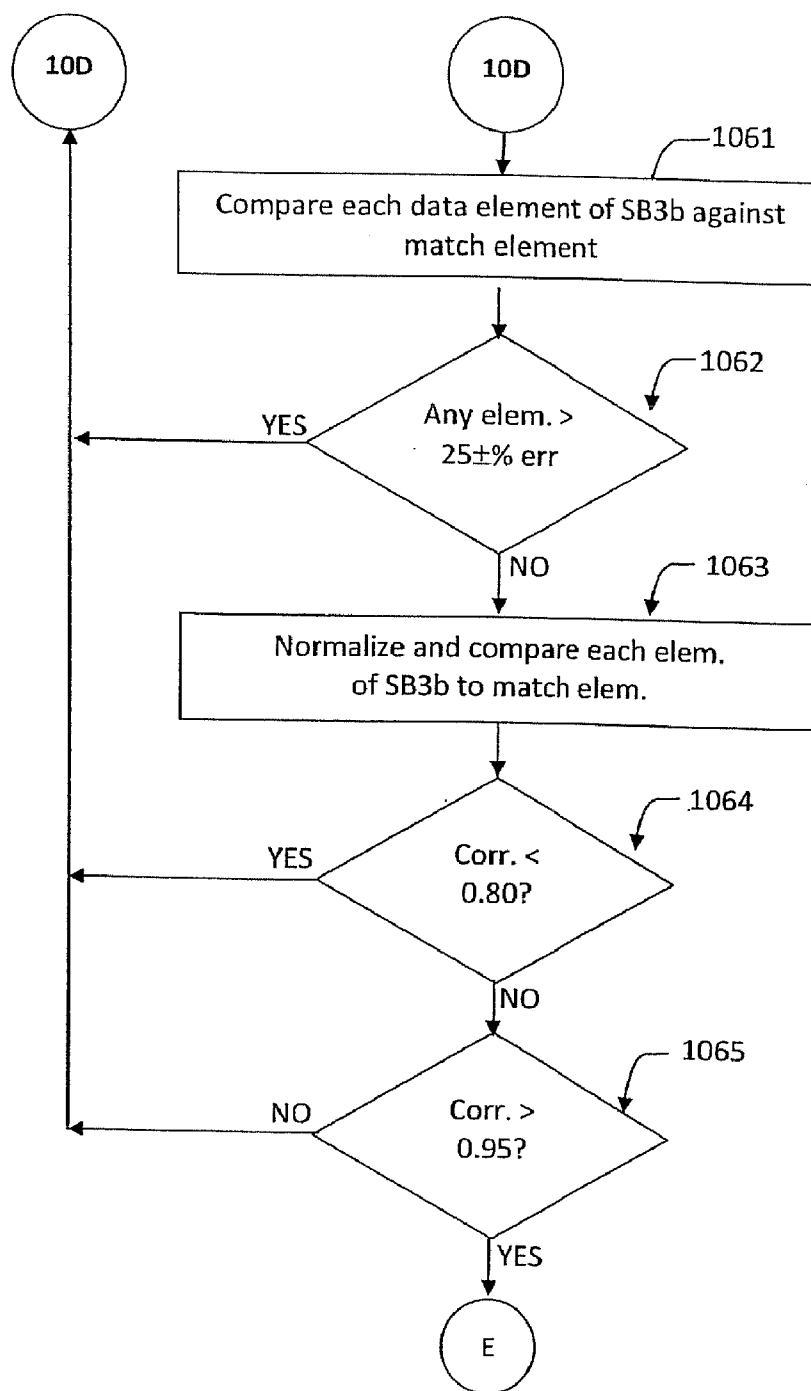 10D
10D
1061
Compare each data element of SB3b against
match element
1062
Any elem. >
25±% err
YES
NO
1063
Normalize and compare each elem.
of SB3b to match elem.
1064
Corr. <
0.80?
YES
NO
1065
Corr. >
0.95?
NO
YES
E